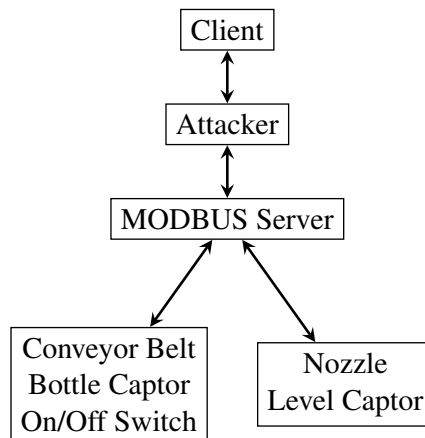 Client
Attacker
MODBUS Server
Conveyor Belt
Bottle Captor
On/Off Switch
Nozzle
Level Captor